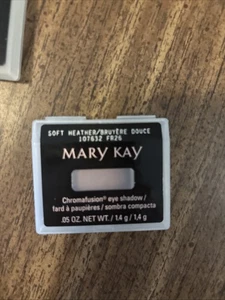 SOFT HEATHER/BRUYÈRE DOUCE
107632 FR26
MARY KAY
Chromafusion® eye shadow/
fard à paupières / sombra compacta
.05 OZ. NET WT. / 1,4 g / 1,4 g